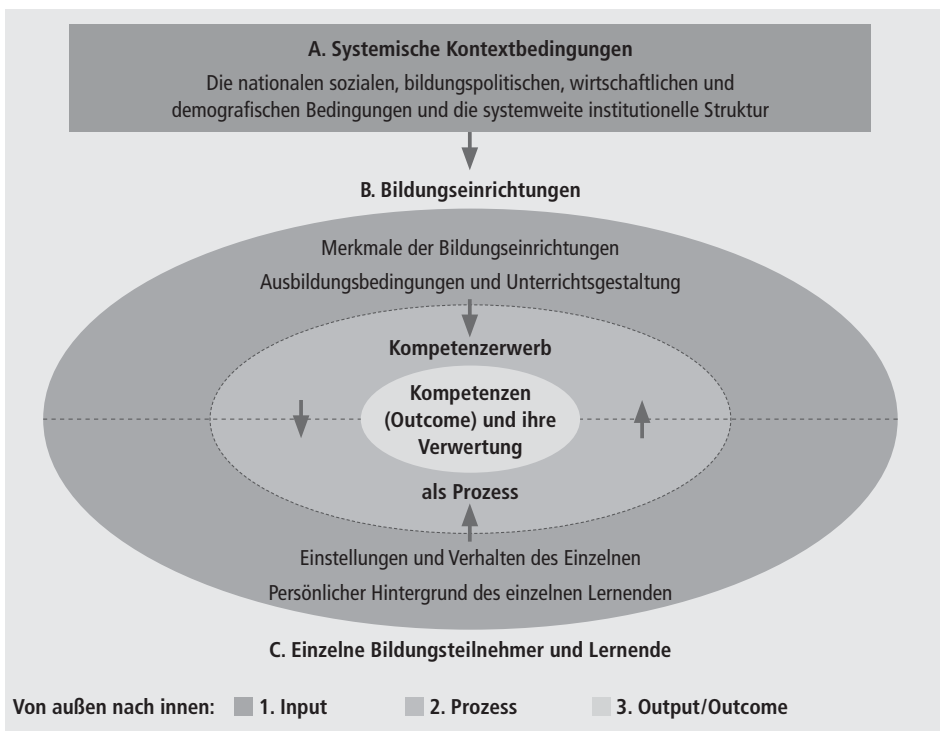 A. Systemische Kontextbedingungen
Die nationalen sozialen, bildungspolitischen, wirtschaftlichen und
demografischen Bedingungen und die systemweite institutionelle Struktur
B. Bildungseinrichtungen
Merkmale der Bildungseinrichtungen
Ausbildungsbedingungen und Unterrichtsgestaltung
Kompetenzerwerb
Kompetenzen
(Outcome) und ihre
Verwertung
als Prozess
Einstellungen und Verhalten des Einzelnen
Persönlicher Hintergrund des einzelnen Lernenden
C. Einzelne Bildungsteilnehmer und Lernende
Von außen nach innen: 1. Input 2. Prozess 3. Output/Outcome